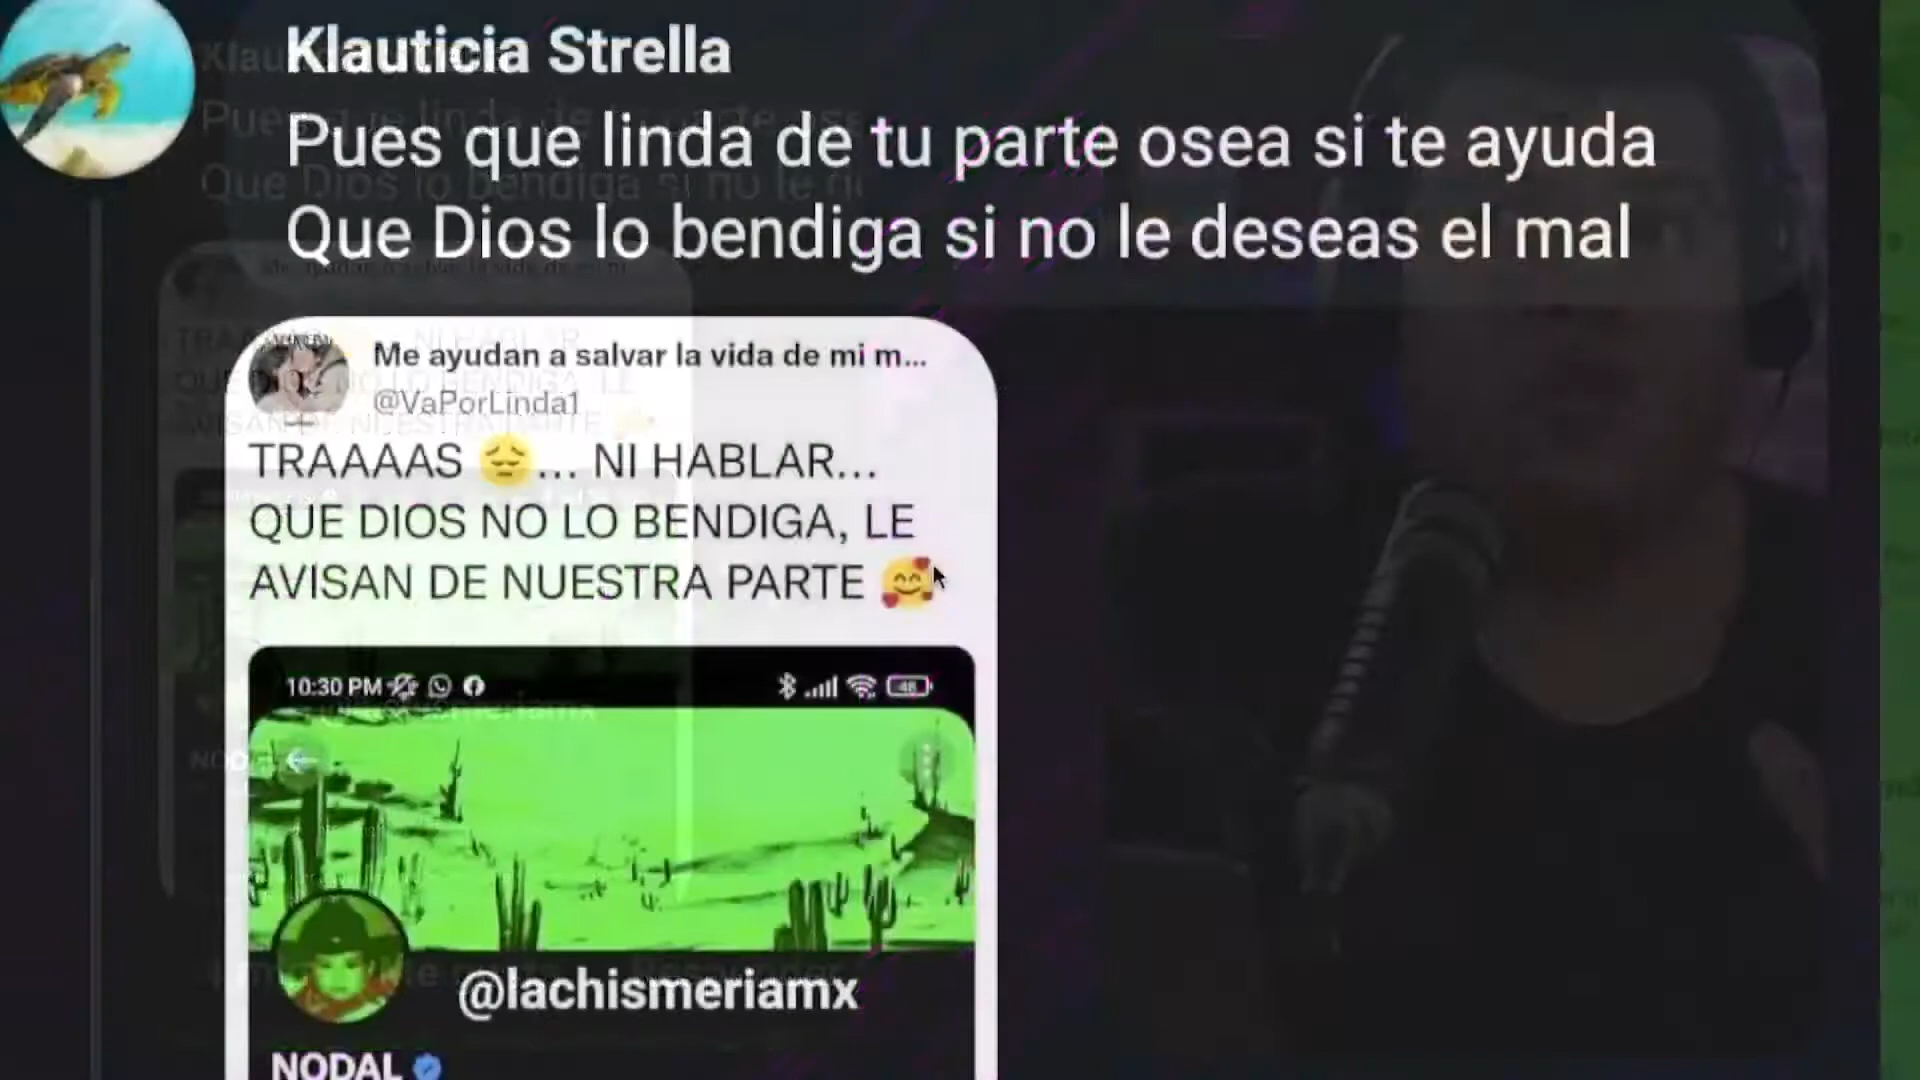 Klauticia Strella
Pues que linda de tu parte osea si te ayuda
Que Dios lo bendiga si no le deseas el mal
Me ayudan a salvar la vida de mi m...
@VaPorLinda1
TRAAAAS 😔... NI HABLAR...
QUE DIOS NO LO BENDIGA, LE
AVISAN DE NUESTRA PARTE 🥰
10:30 PM
48
@lachismeriamx
NODAL